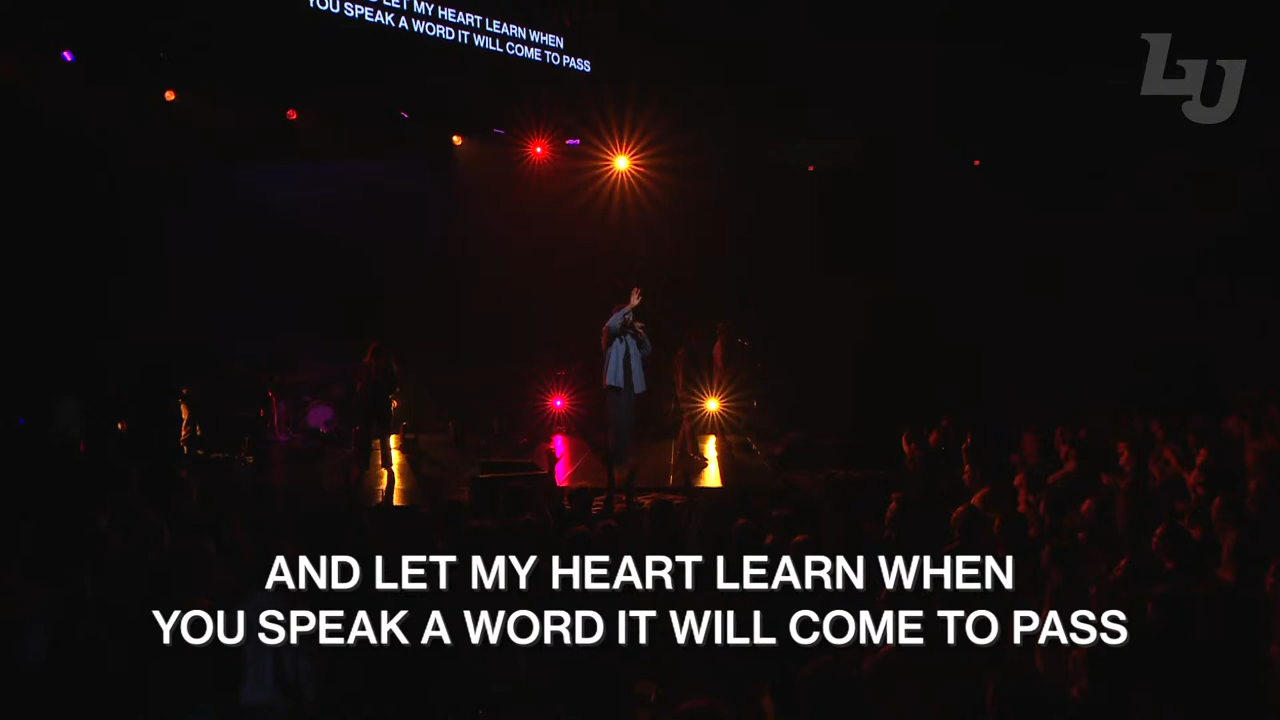 AND LET MY HEART LEARN WHEN
YOU SPEAK A WORD IT WILL COME TO PASS
LU
AND LET MY HEART LEARN WHEN
YOU SPEAK A WORD IT WILL COME TO PASS